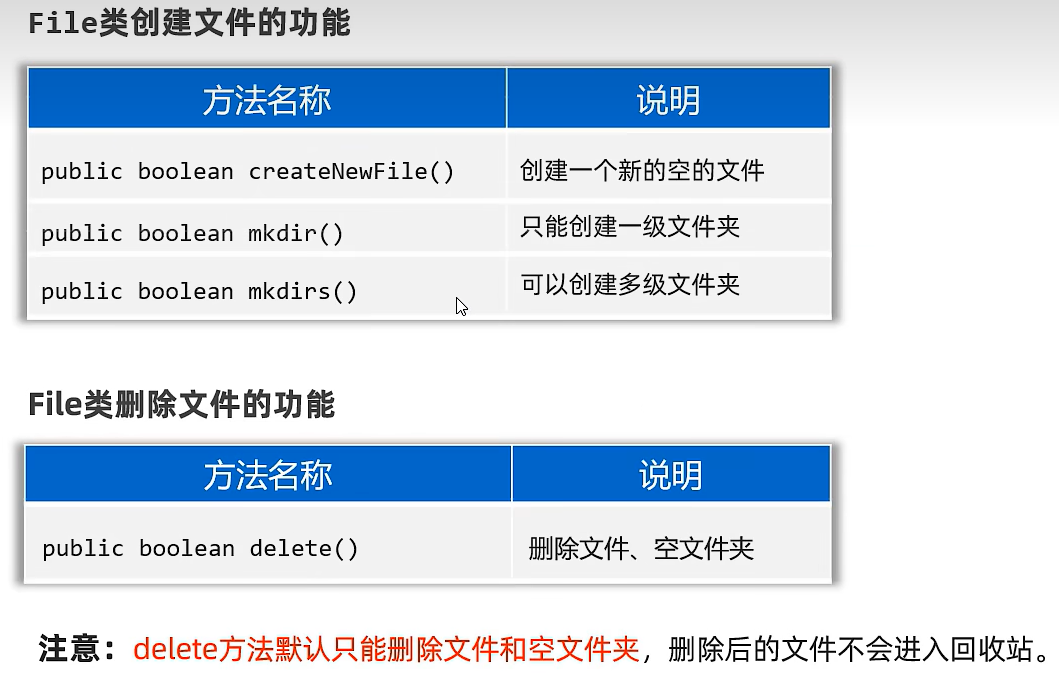 File类创建文件的功能
方法名称 说明
public boolean createNewFile() 创建一个新的空的文件
public boolean mkdir() 只能创建一级文件夹
public boolean mkdirs() 可以创建多级文件夹
File类删除文件的功能
方法名称 说明
public boolean delete() 删除文件、空文件夹
注意：delete方法默认只能删除文件和空文件夹，删除后的文件不会进入回收站。